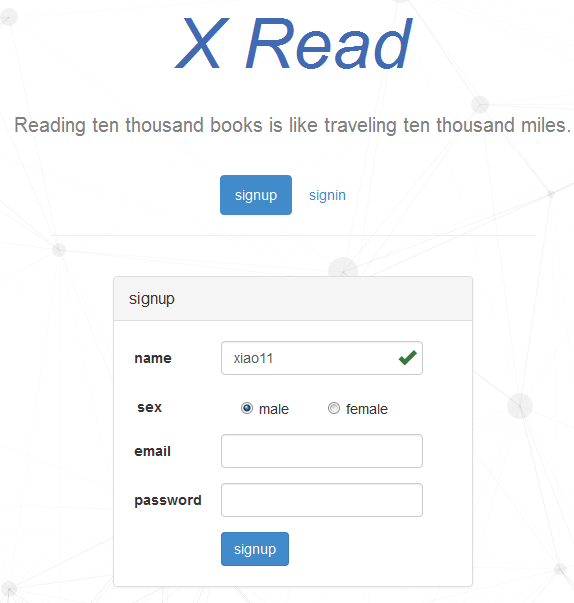 X Read
Reading ten thousand books is like traveling ten thousand miles.
signup signin
signup
name xiao11
sex male female
email
password
signup